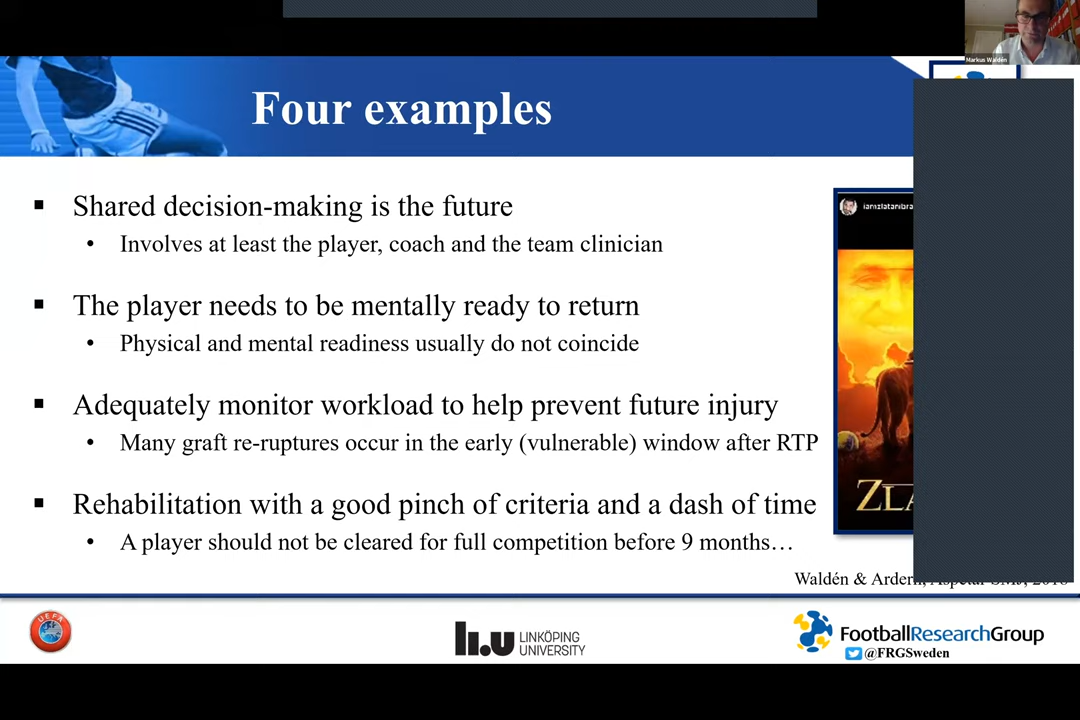 Markus Waldén
Four examples
▪ Shared decision-making is the future
• Involves at least the player, coach and the team clinician
iamzlatanibra
▪ The player needs to be mentally ready to return
• Physical and mental readiness usually do not coincide
▪ Adequately monitor workload to help prevent future injury
• Many graft re-ruptures occur in the early (vulnerable) window after RTP
▪ Rehabilitation with a good pinch of criteria and a dash of time
ZLA
• A player should not be cleared for full competition before 9 months…
Waldén & Ardern, Aspetar SMJ, 2018
UEFA
li.u LINKÖPING
UNIVERSITY
FootballResearchGroup
@FRGSweden